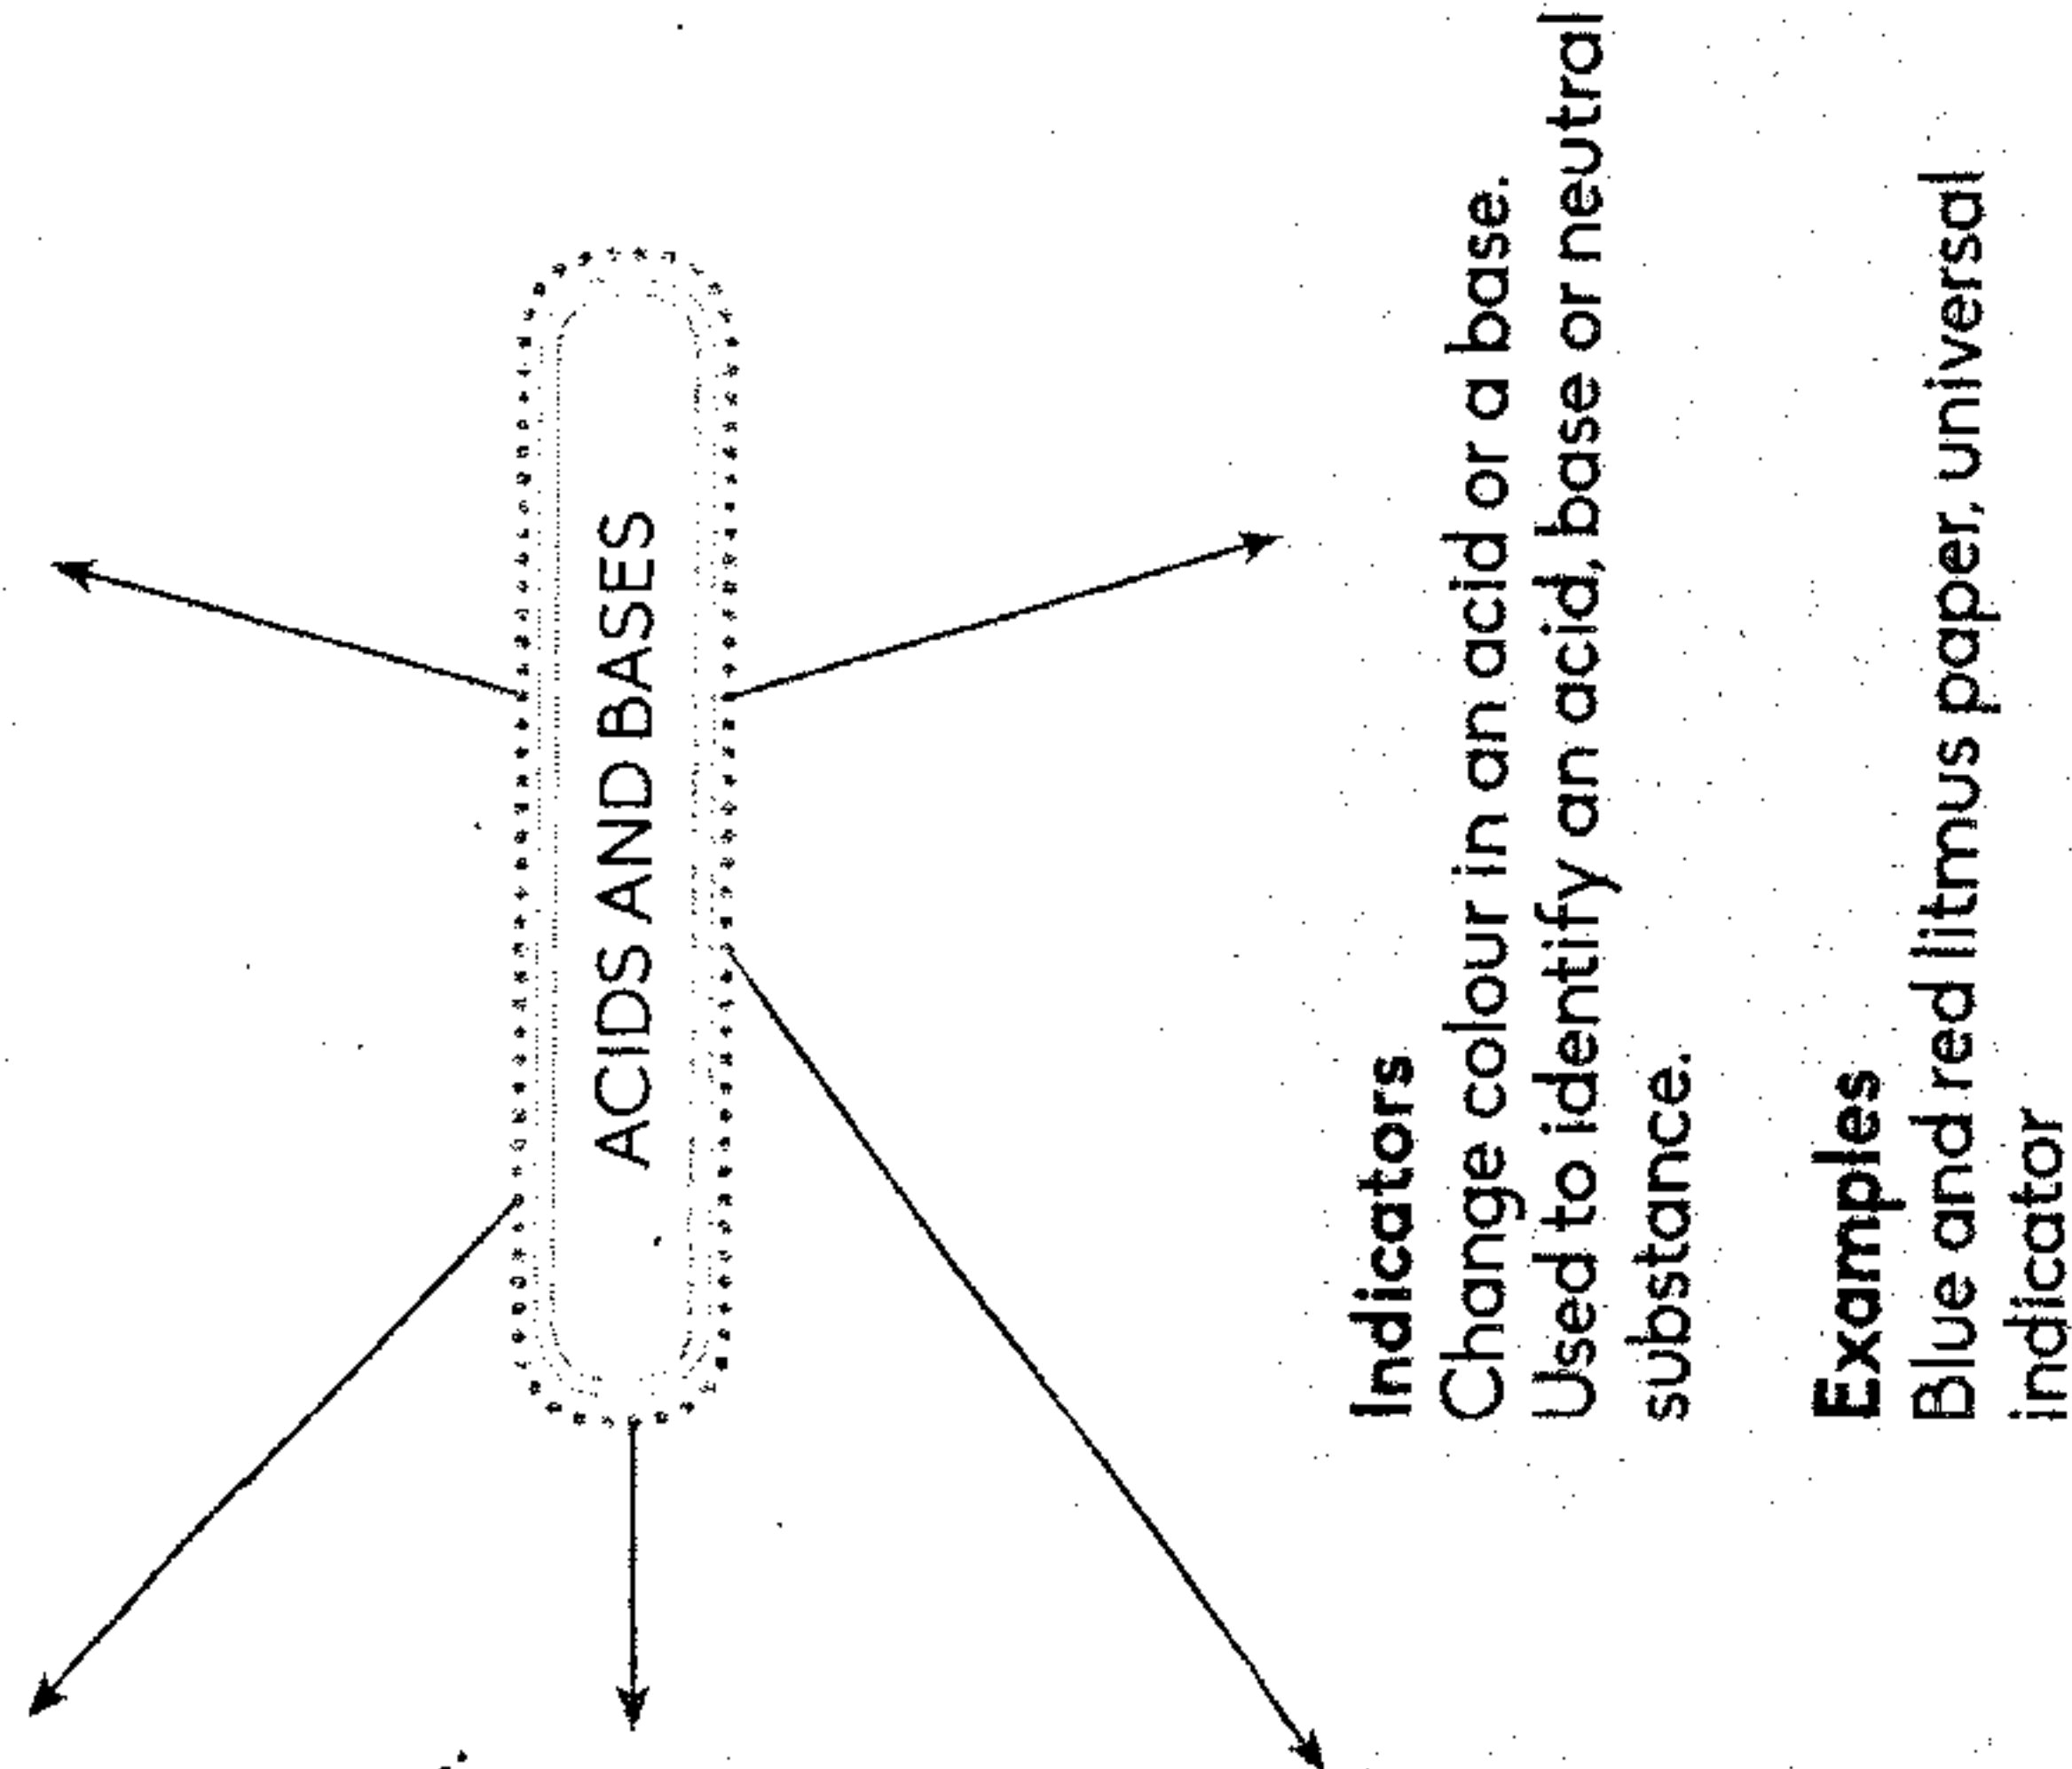 ACIDS AND BASES
Indicators
Change colour in an acid or a base.
Used to identify an acid, base or neutral
substance.
Examples
Blue and red litmus paper, universal
indicator